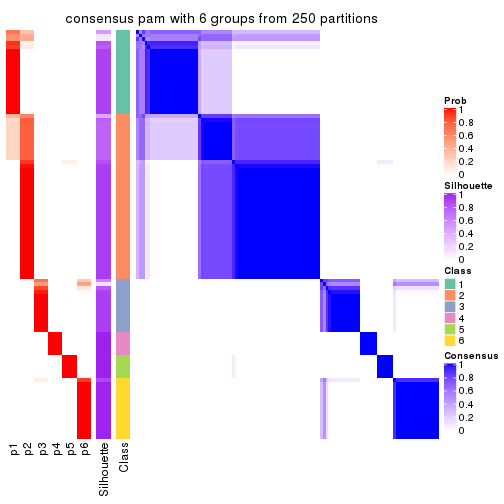 consensus pam with 6 groups from 250 partitions
Prob
1
0.8
0.6
0.4
0.2
0
Silhouette
1
0.8
0.6
0.4
0.2
0
Class
1
2
3
4
5
6
Consensus
1
0.8
0.6
0.4
0.2
0
p1
p2
p3
p4
p5
p6
Silhouette
Class